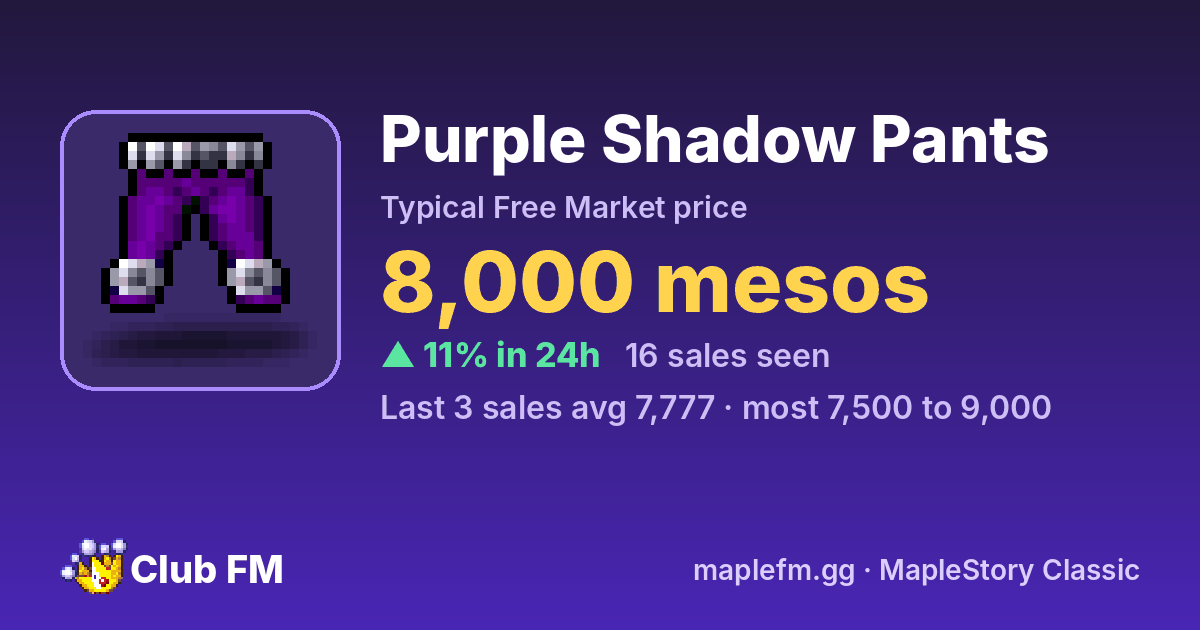 Purple Shadow Pants
Typical Free Market price
8,000 mesos
▲ 11% in 24h 16 sales seen
Last 3 sales avg 7,777 · most 7,500 to 9,000
Club FM
maplefm.gg · MapleStory Classic